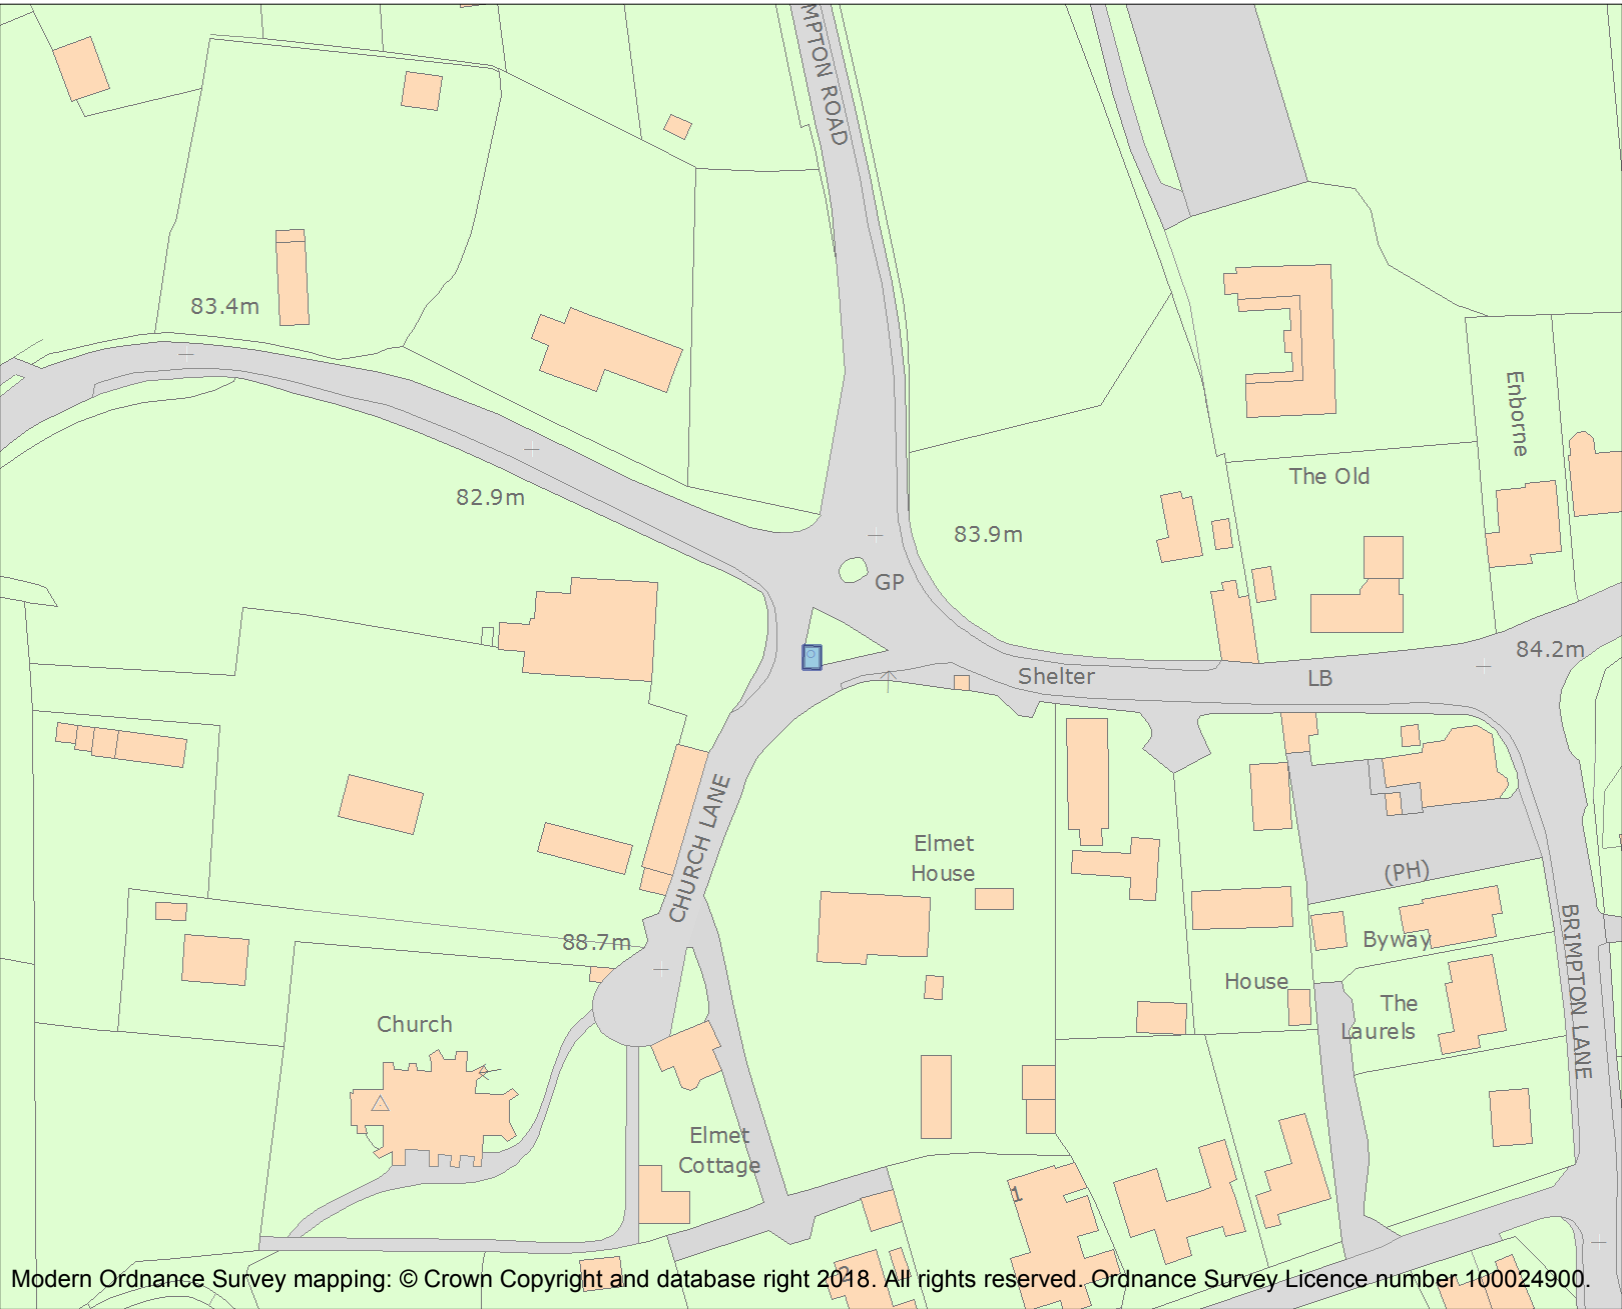 MPTON ROAD
83.4m
Enborne
The Old
82.9m
83.9m
GP
84.2m
Shelter
LB
CHURCH LANE
Elmet
House
(PH)
BRIMPTON LANE
88.7m
Byway
House
The
Laurels
Church
Elmet
Cottage
1
2
Modern Ordnance Survey mapping: © Crown Copyright and database right 2018. All rights reserved. Ordnance Survey Licence number 100024900.